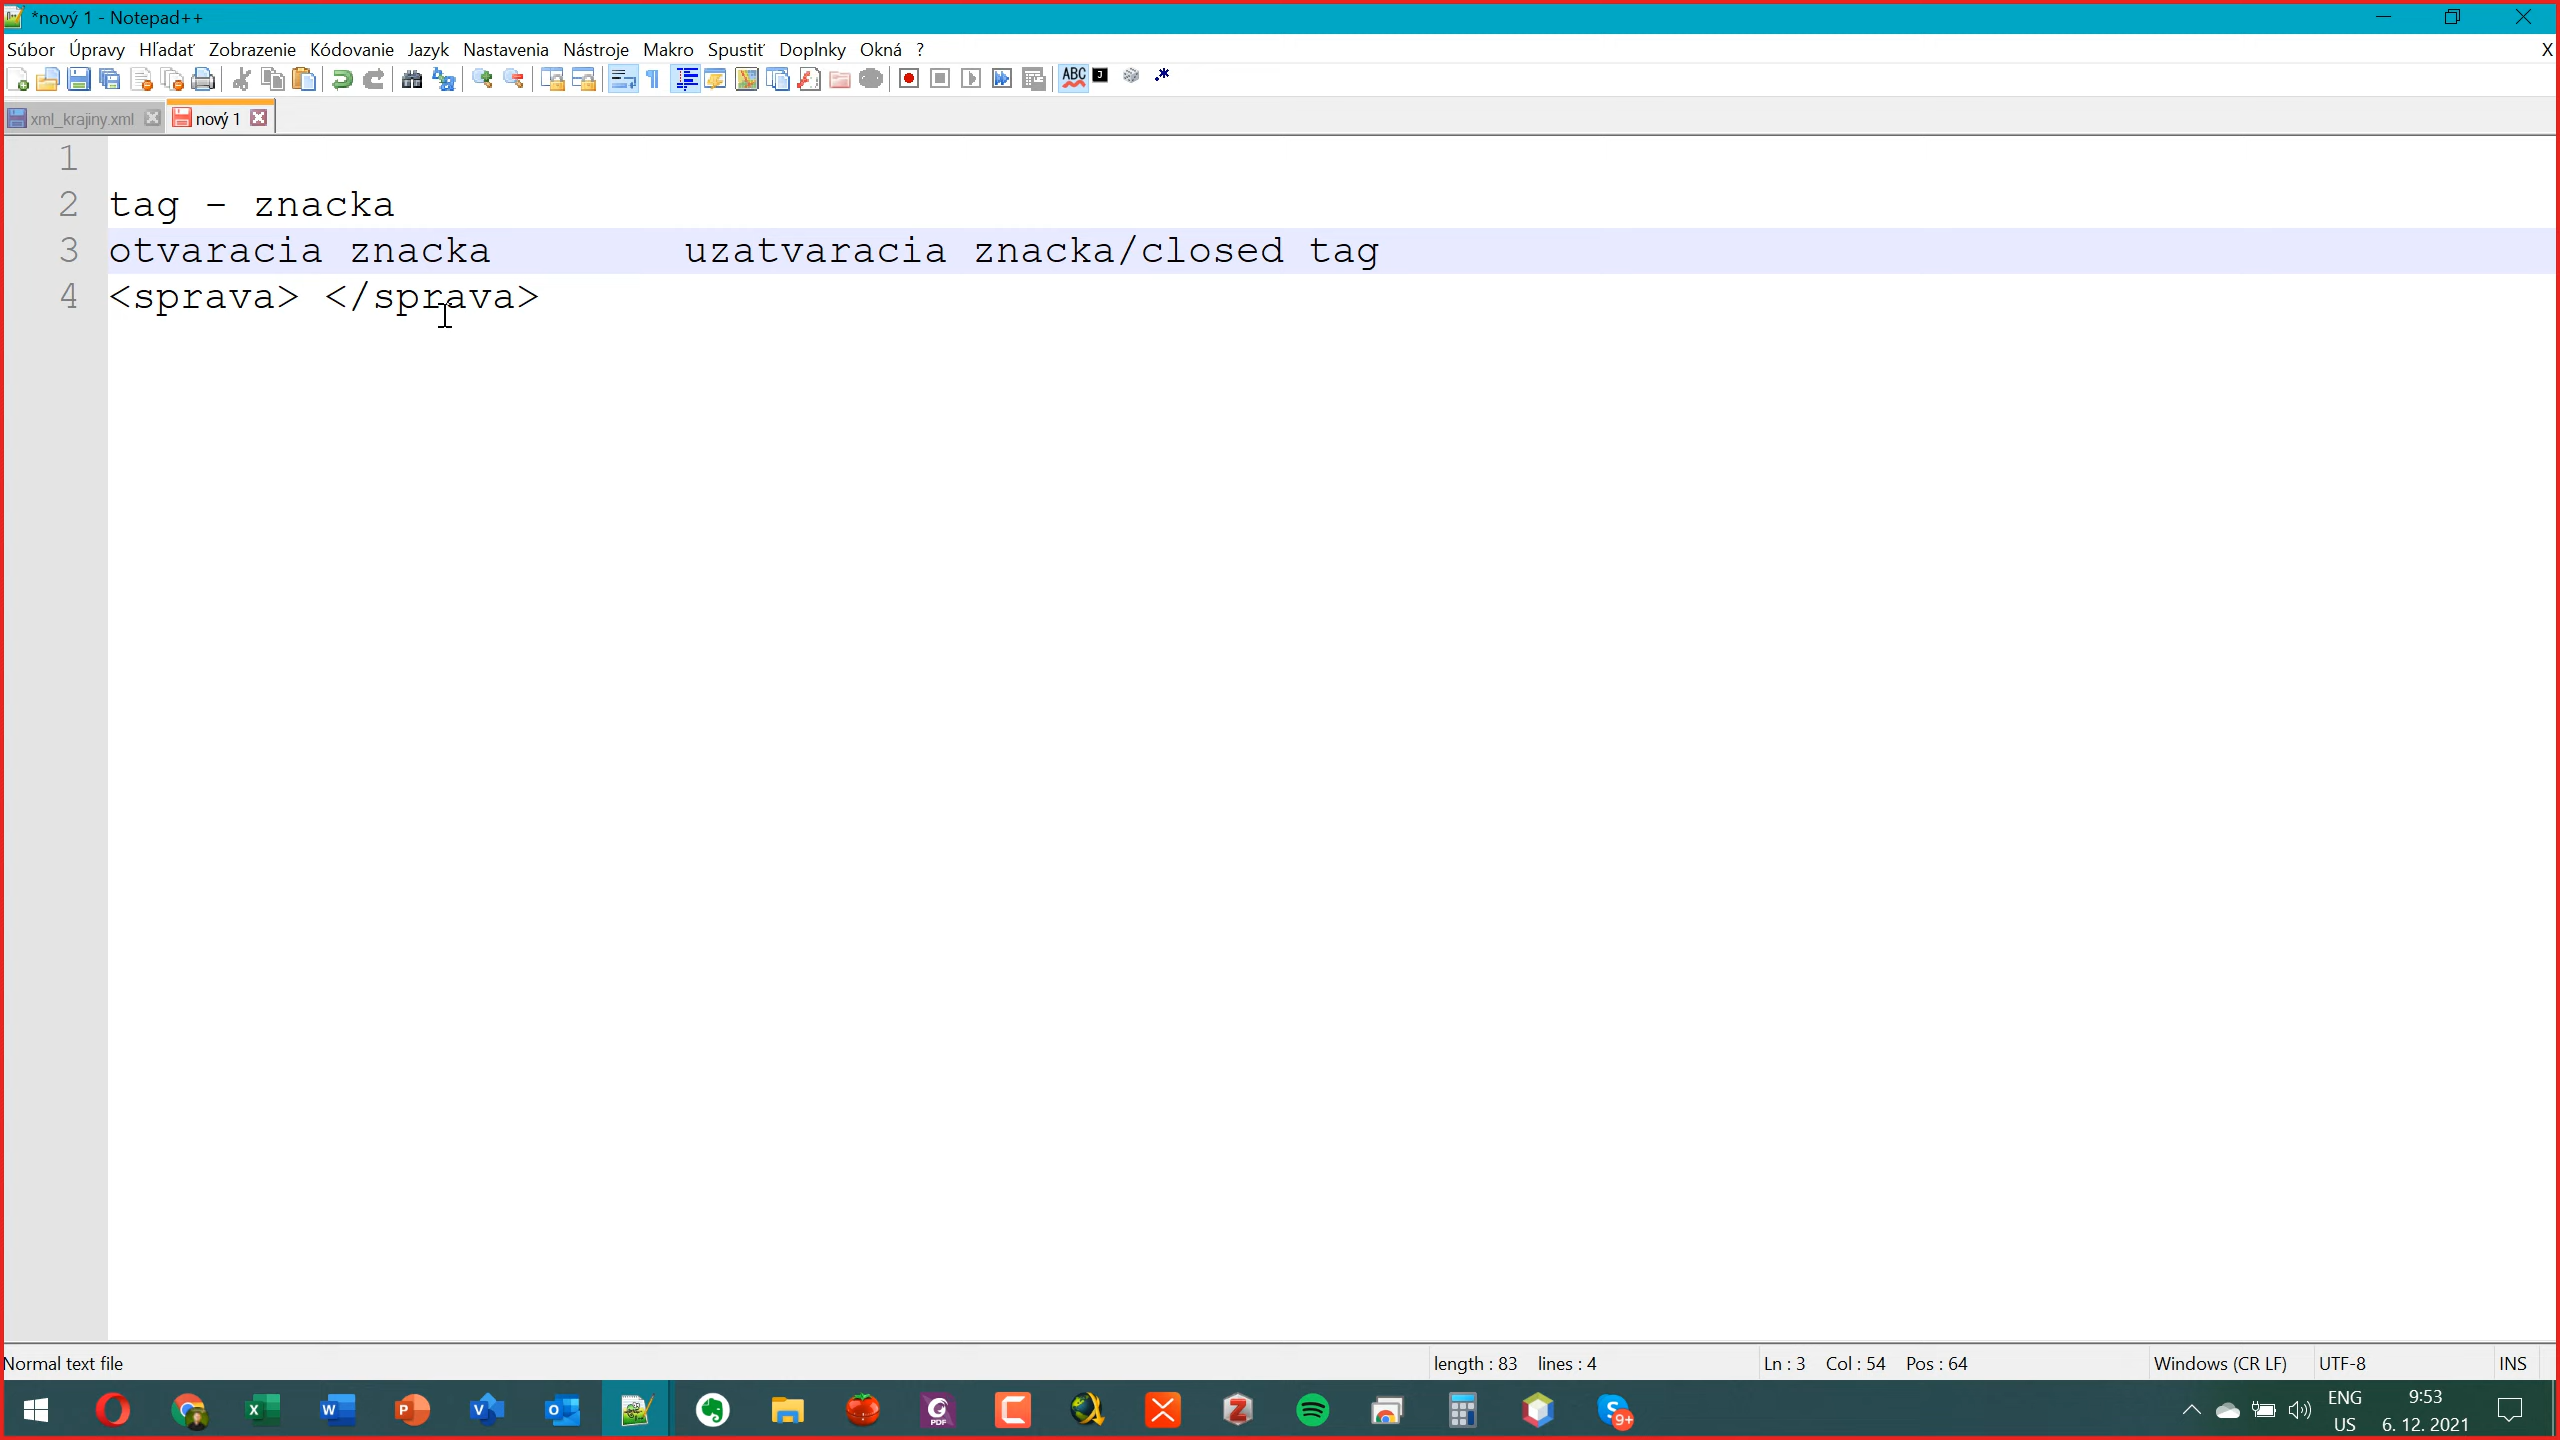 *nový 1 - Notepad++
Súbor Úpravy Hľadať Zobrazenie Kódovanie Jazyk Nastavenia Nástroje Makro Spustiť Doplnky Okná ? X
ABC
xml_krajiny.xml nový 1
1
2 tag - znacka
3 otvaracia znacka uzatvaracia znacka/closed tag
4 <sprava> </sprava>
Normal text file length : 83 lines : 4 Ln : 3 Col : 54 Pos : 64 Windows (CR LF) UTF-8 INS
ENG 9:53
US 6. 12. 2021